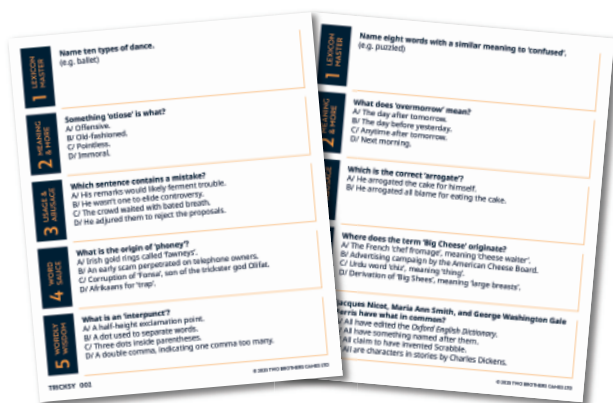 1 LEXICON MASTER
Name ten types of dance.
(e.g. ballet)
2 MEANING & MORE
Something 'otiose' is what?
A/ Offensive.
B/ Old-fashioned.
C/ Pointless.
D/ Immoral.
3 USAGE & ABUSAGE
Which sentence contains a mistake?
A/ His remarks would likely ferment trouble.
B/ He wasn't one to elide controversy.
C/ The crowd waited with bated breath.
D/ He adjured them to reject the proposals.
4 WORD SAUCE
What is the origin of 'phoney'?
A/ Irish gold rings called 'fawneys'.
B/ An early scam perpetrated on telephone owners.
C/ Corruption of 'Fonsa', son of the trickster god Olifat.
D/ Afrikaans for 'trap'.
5 WORDLY WISDOM
What is an 'interpunct'?
A/ A half-height exclamation point.
B/ A dot used to separate words.
C/ Three dots inside parentheses.
D/ A double comma, indicating one comma too many.
TRICKSY 001
© 2020 TWO BROTHERS GAMES LTD
1 LEXICON MASTER
Name eight words with a similar meaning to 'confused'.
(e.g. puzzled)
2 MEANING & MORE
What does 'overmorrow' mean?
A/ The day after tomorrow.
B/ The day before yesterday.
C/ Anytime after tomorrow.
D/ Next morning.
Which is the correct 'arrogate'?
A/ He arrogated the cake for himself.
B/ He arrogated all blame for eating the cake.
Where does the term 'Big Cheese' originate?
A/ The French 'chef fromage', meaning 'cheese waiter'.
B/ Advertising campaign by the American Cheese Board.
C/ Urdu word 'chiz', meaning 'thing'.
D/ Derivation of 'Big Shees', meaning 'large breasts'.
Jacques Nicot, Maria Ann Smith, and George Washington Gale
Ferris have what in common?
All have edited the Oxford English Dictionary.
All have something named after them.
All claim to have invented Scrabble.
All are characters in stories by Charles Dickens.
© 2020 TWO BROTHERS GAMES LTD